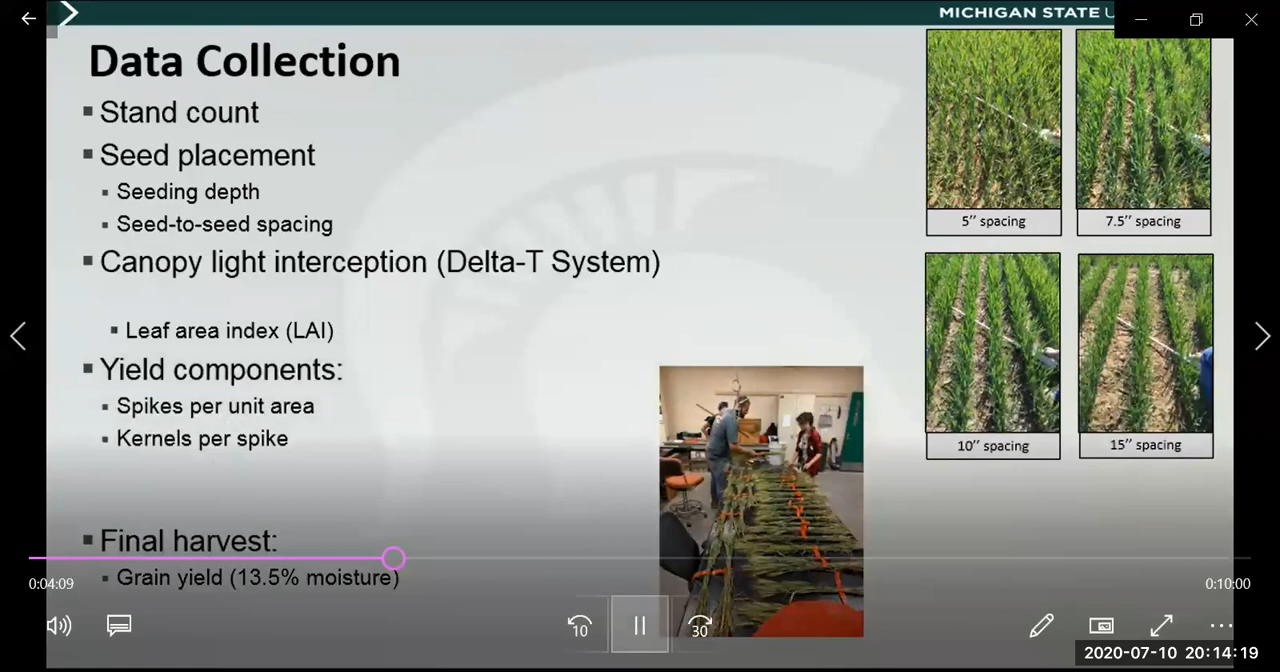 MICHIGAN STATE U
Data Collection
Stand count
Seed placement
Seeding depth
Seed-to-seed spacing
Canopy light interception (Delta-T System)
Leaf area index (LAI)
Yield components:
Spikes per unit area
Kernels per spike
Final harvest:
Grain yield (13.5% moisture)
5″ spacing
7.5″ spacing
10″ spacing
15″ spacing
0:04:09
0:10:00
10
30
2020-07-10 20:14:19